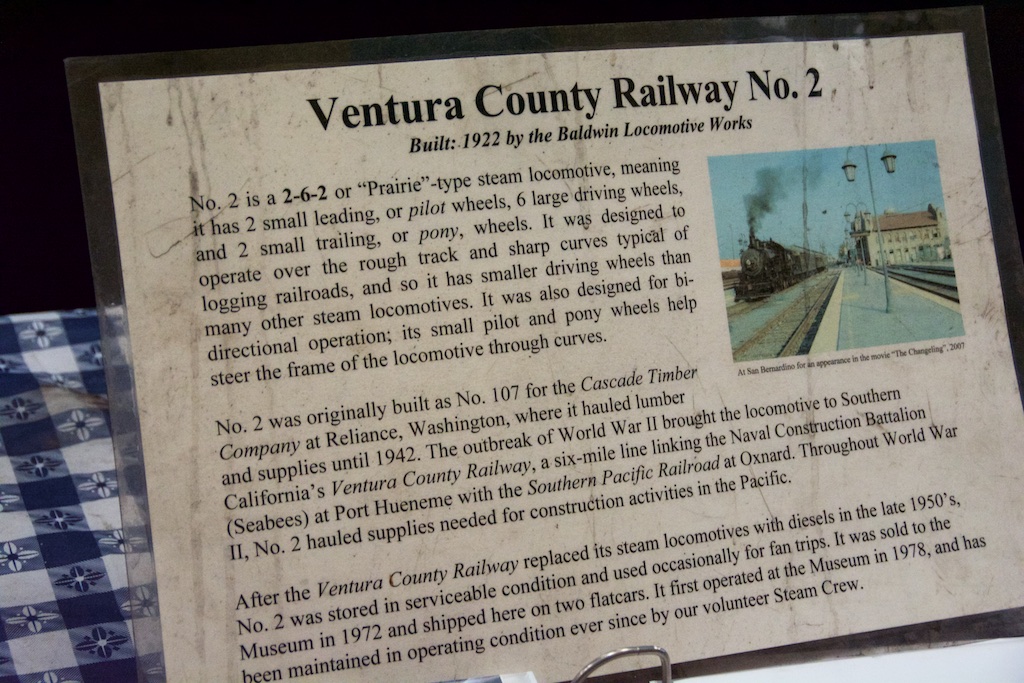 Ventura County Railway No. 2
Built: 1922 by the Baldwin Locomotive Works
No. 2 is a 2-6-2 or “Prairie”-type steam locomotive, meaning
it has 2 small leading, or pilot wheels, 6 large driving wheels,
and 2 small trailing, or pony, wheels. It was designed to
operate over the rough track and sharp curves typical of
logging railroads, and so it has smaller driving wheels than
many other steam locomotives. It was also designed for bi-
directional operation; its small pilot and pony wheels help
steer the frame of the locomotive through curves.
At San Bernardino for an appearance in the movie “The Changeling”, 2007
No. 2 was originally built as No. 107 for the Cascade Timber
Company at Reliance, Washington, where it hauled lumber
and supplies until 1942. The outbreak of World War II brought the locomotive to Southern
California’s Ventura County Railway, a six-mile line linking the Naval Construction Battalion
(Seabees) at Port Hueneme with the Southern Pacific Railroad at Oxnard. Throughout World War
II, No. 2 hauled supplies needed for construction activities in the Pacific.
After the Ventura County Railway replaced its steam locomotives with diesels in the late 1950’s,
No. 2 was stored in serviceable condition and used occasionally for fan trips. It was sold to the
Museum in 1972 and shipped here on two flatcars. It first operated at the Museum in 1978, and has
been maintained in operating condition ever since by our volunteer Steam Crew.